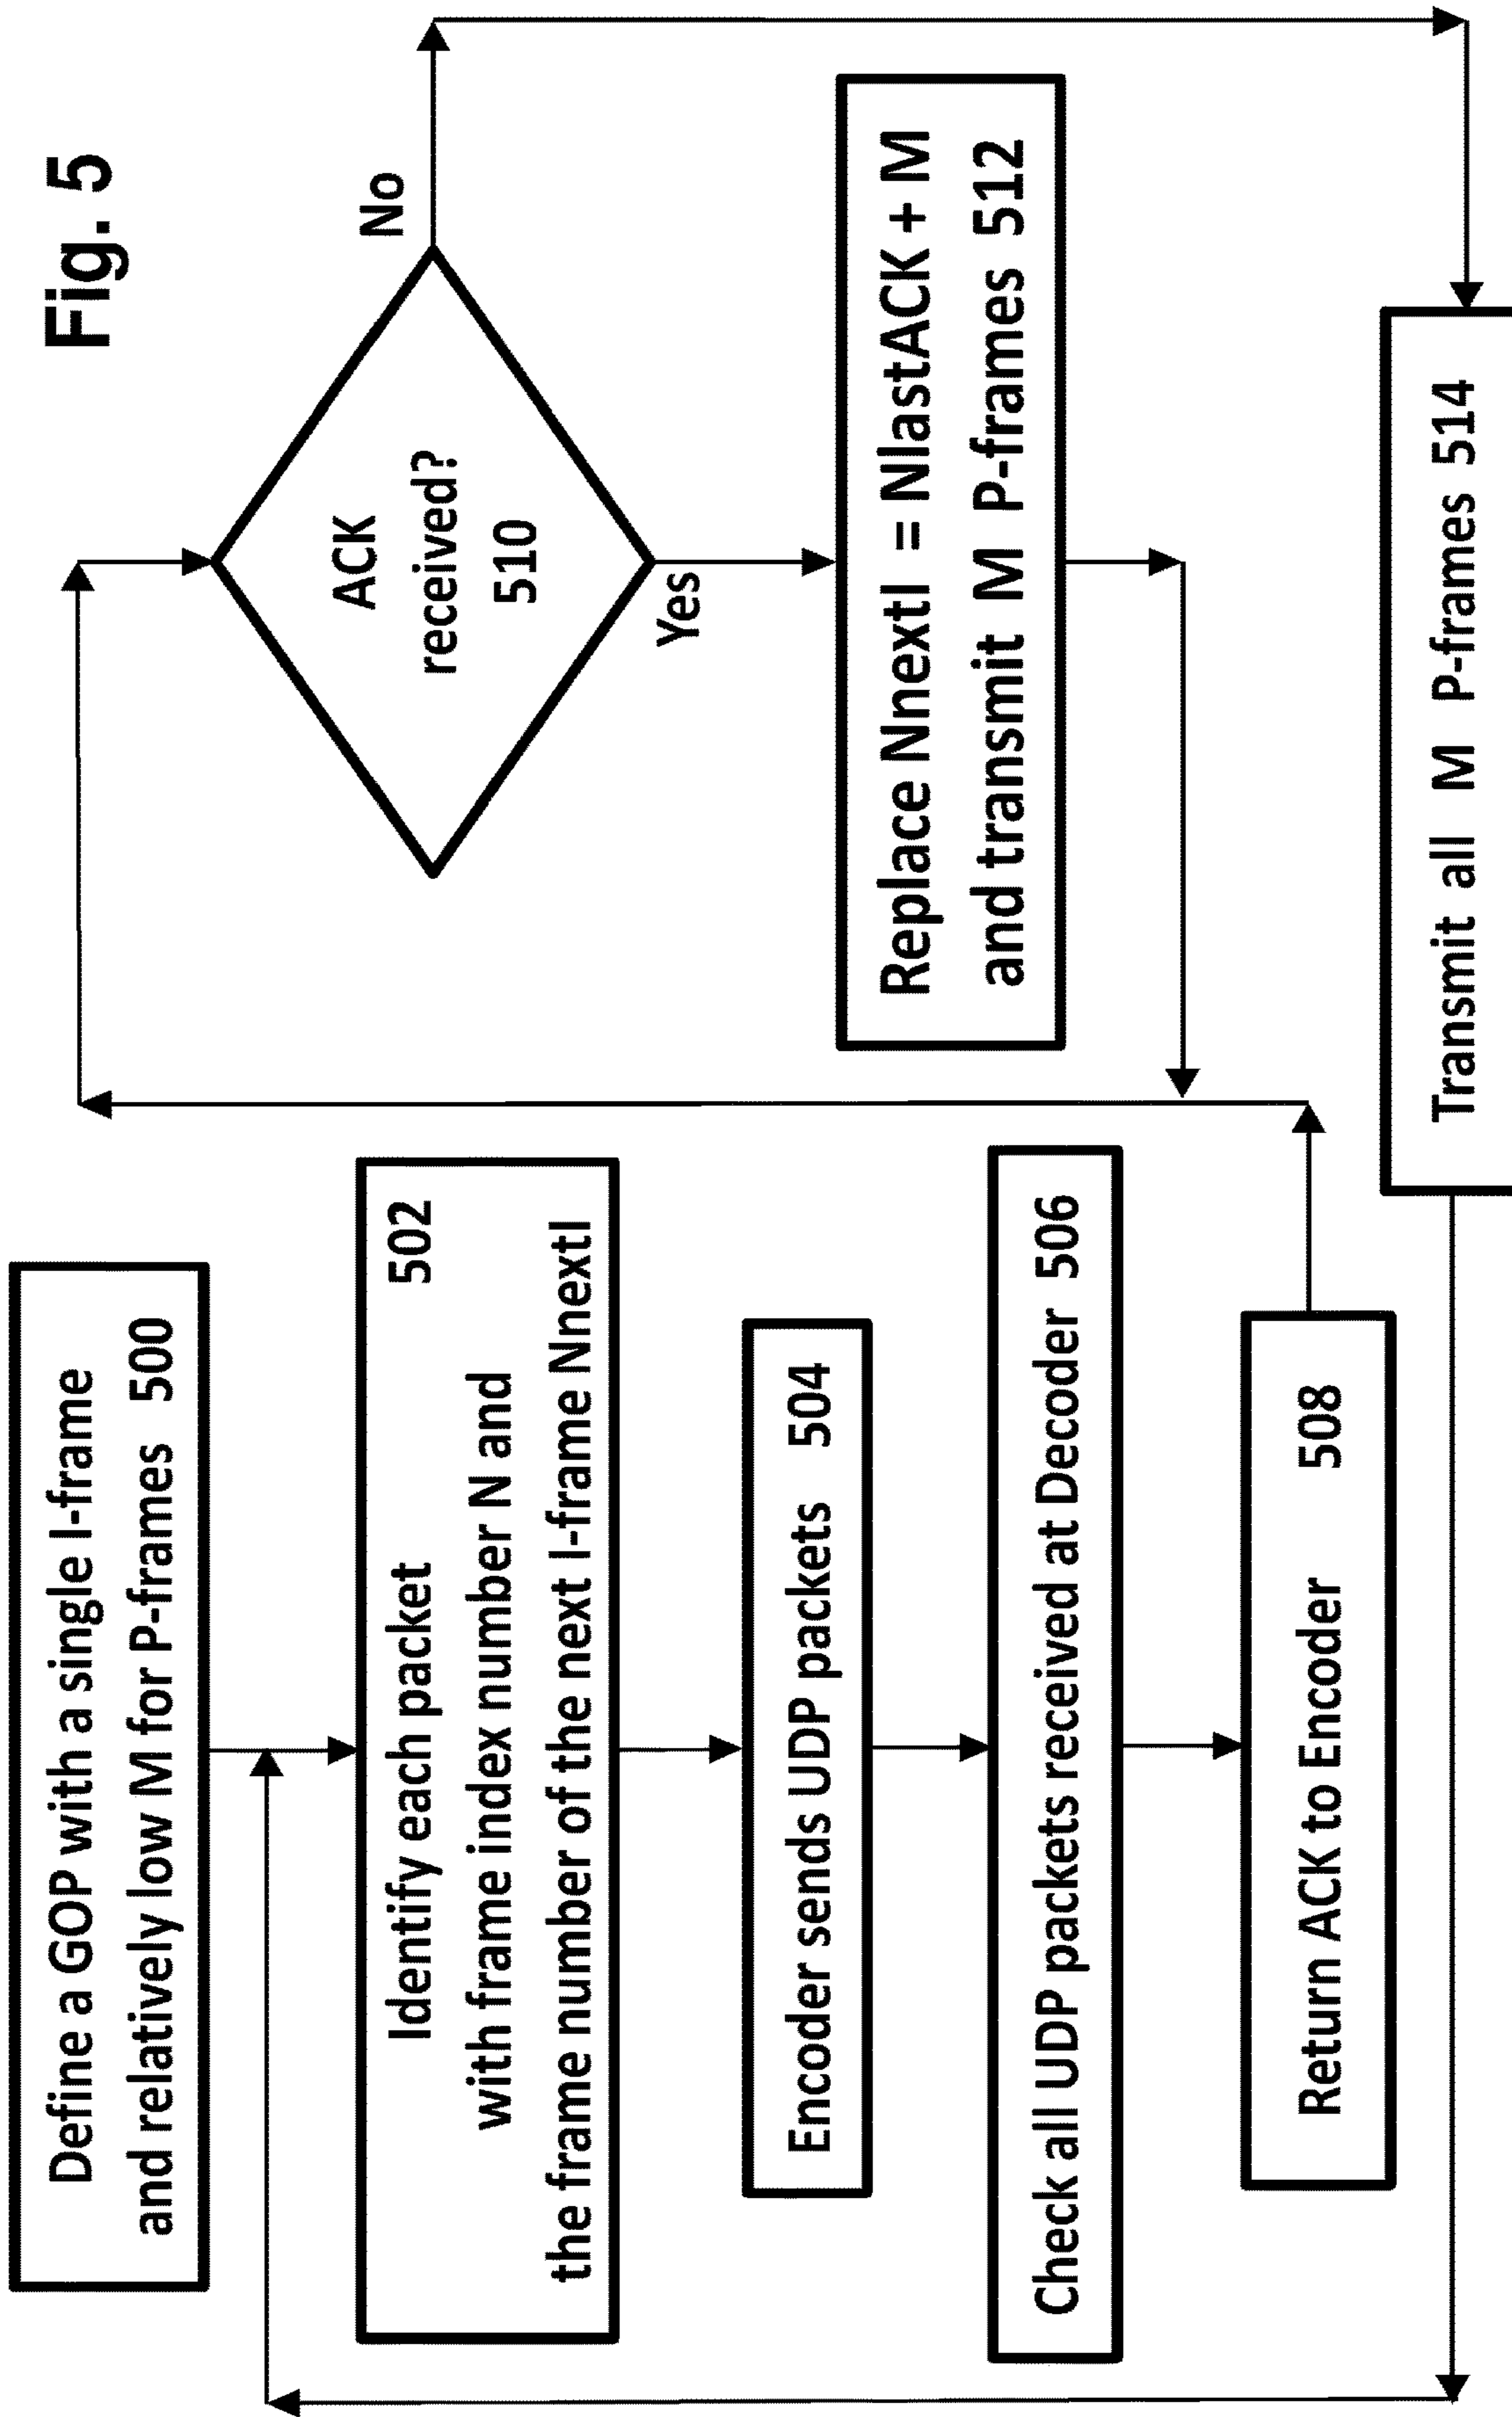 Fig. 5
Define a GOP with a single I-frame
and relatively low M for P-frames 500
Identify each packet 502
with frame index number N and
the frame number of the next I-frame NnextI
Encoder sends UDP packets 504
Check all UDP packets received at Decoder 506
Return ACK to Encoder 508
ACK
received?
510
No
Yes
Replace NnextI = NlastACK + M
and transmit M P-frames 512
Transmit all M P-frames 514